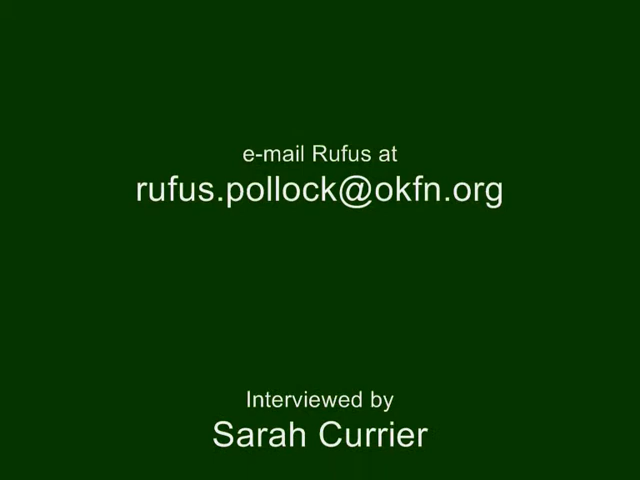 e-mail Rufus at
rufus.pollock@okfn.org
Interviewed by
Sarah Currier